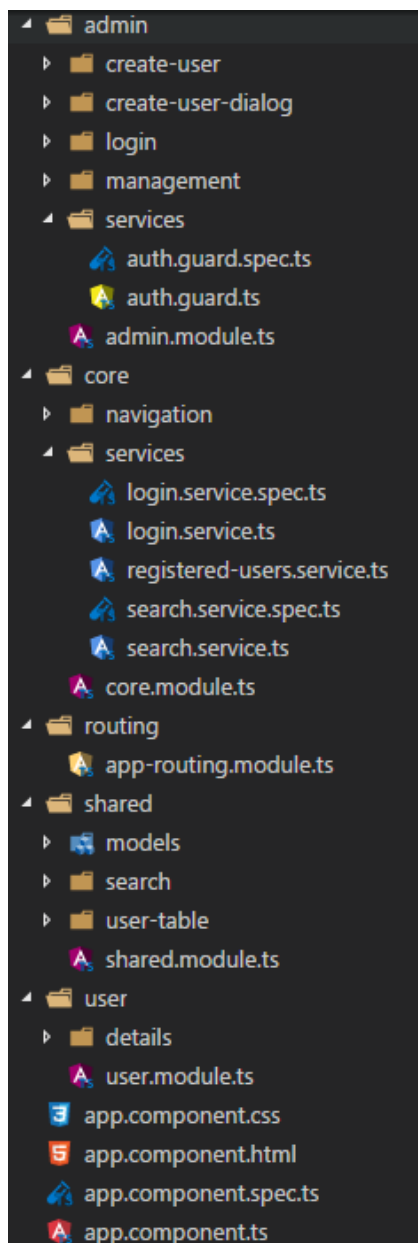 admin
create-user
create-user-dialog
login
management
services
auth.guard.spec.ts
auth.guard.ts
admin.module.ts
core
navigation
services
login.service.spec.ts
login.service.ts
registered-users.service.ts
search.service.spec.ts
search.service.ts
core.module.ts
routing
app-routing.module.ts
shared
models
search
user-table
shared.module.ts
user
details
user.module.ts
app.component.css
app.component.html
app.component.spec.ts
app.component.ts